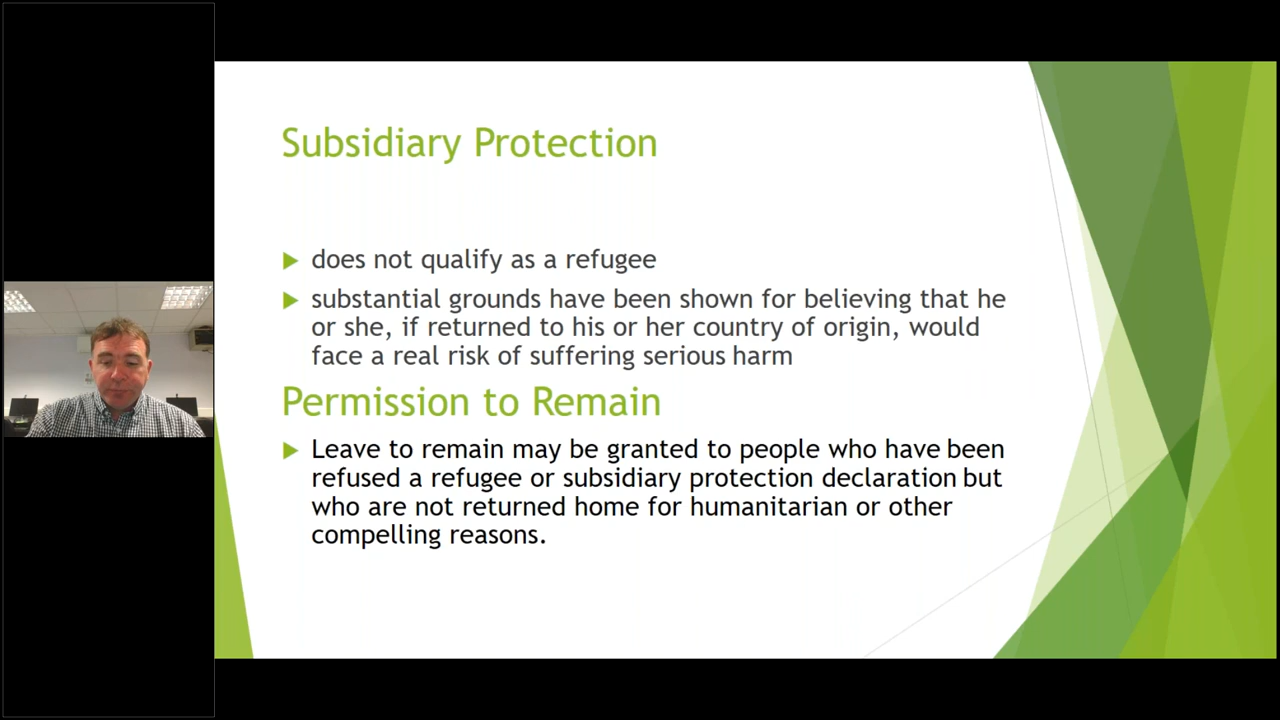 Subsidiary Protection
does not qualify as a refugee
substantial grounds have been shown for believing that he
or she, if returned to his or her country of origin, would
face a real risk of suffering serious harm
Permission to Remain
Leave to remain may be granted to people who have been
refused a refugee or subsidiary protection declaration but
who are not returned home for humanitarian or other
compelling reasons.